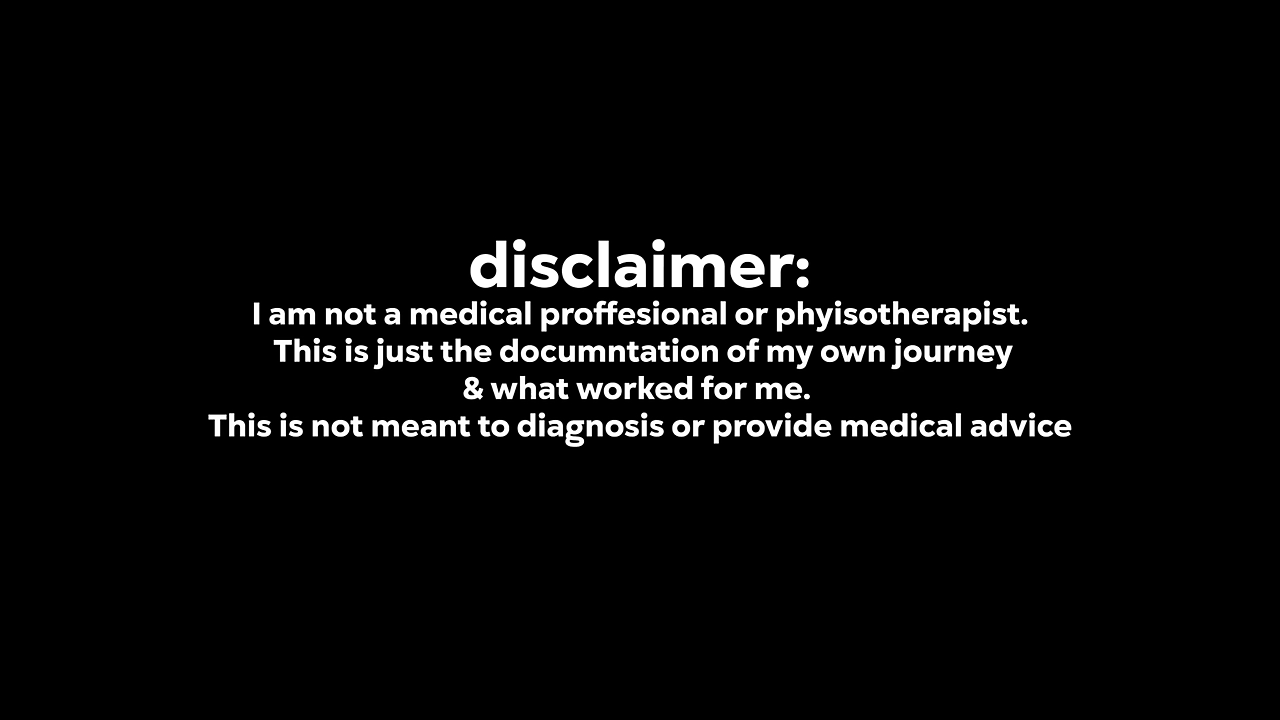 disclaimer:
I am not a medical proffesional or phyisotherapist.
This is just the documntation of my own journey
& what worked for me.
This is not meant to diagnosis or provide medical advice